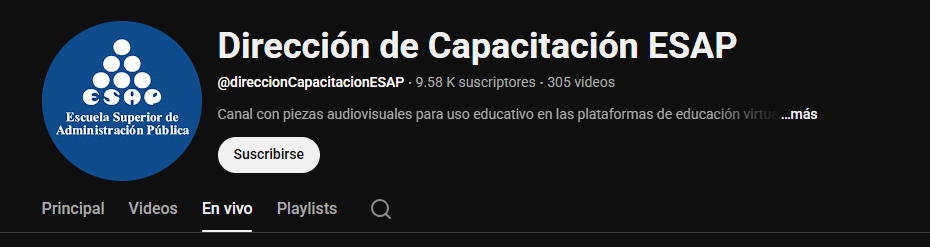 Dirección de Capacitación ESAP
@direccionCapacitacionESAP · 9.58 K suscriptores · 305 videos
ESAP
Escuela Superior de
Administración Pública
Canal con piezas audiovisuales para uso educativo en las plataformas de educación virtua ...más
Suscribirse
Principal Videos En vivo Playlists